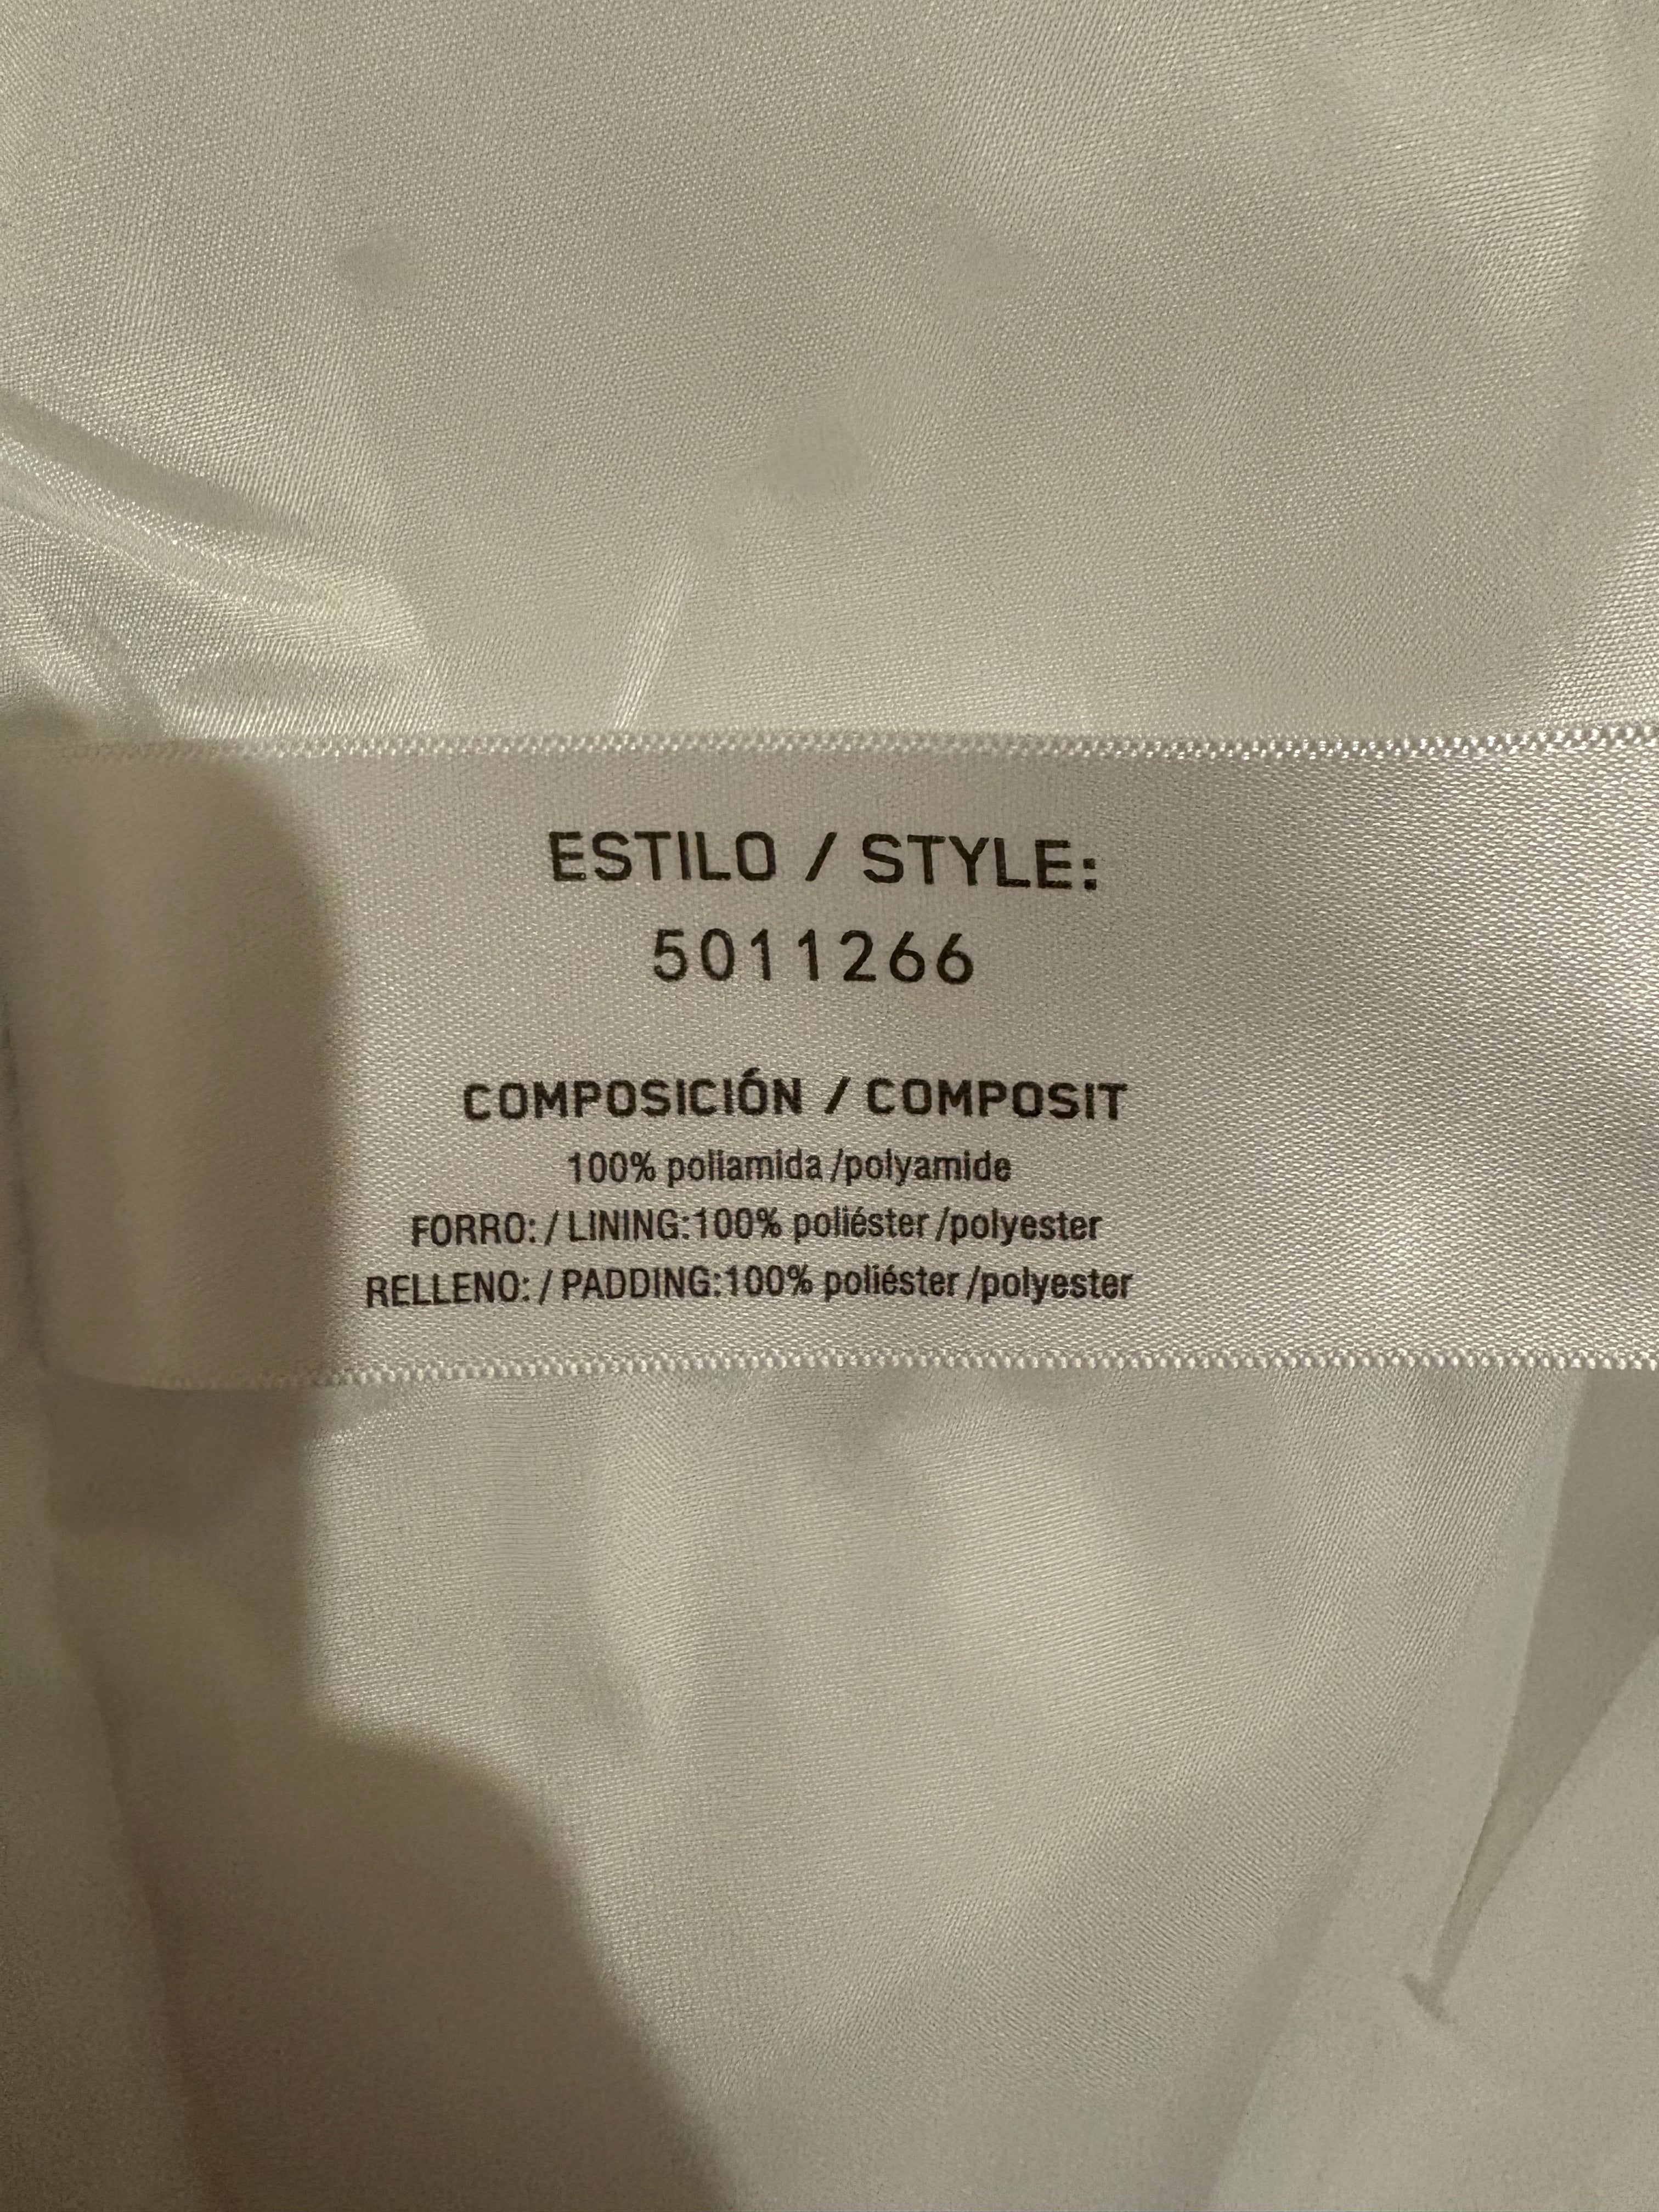 ESTILO / STYLE:
5011266
COMPOSICIÓN / COMPOSIT
100% poliamida /polyamide
FORRO: / LINING:100% poliéster /polyester
RELLENO: / PADDING:100% poliéster /polyester